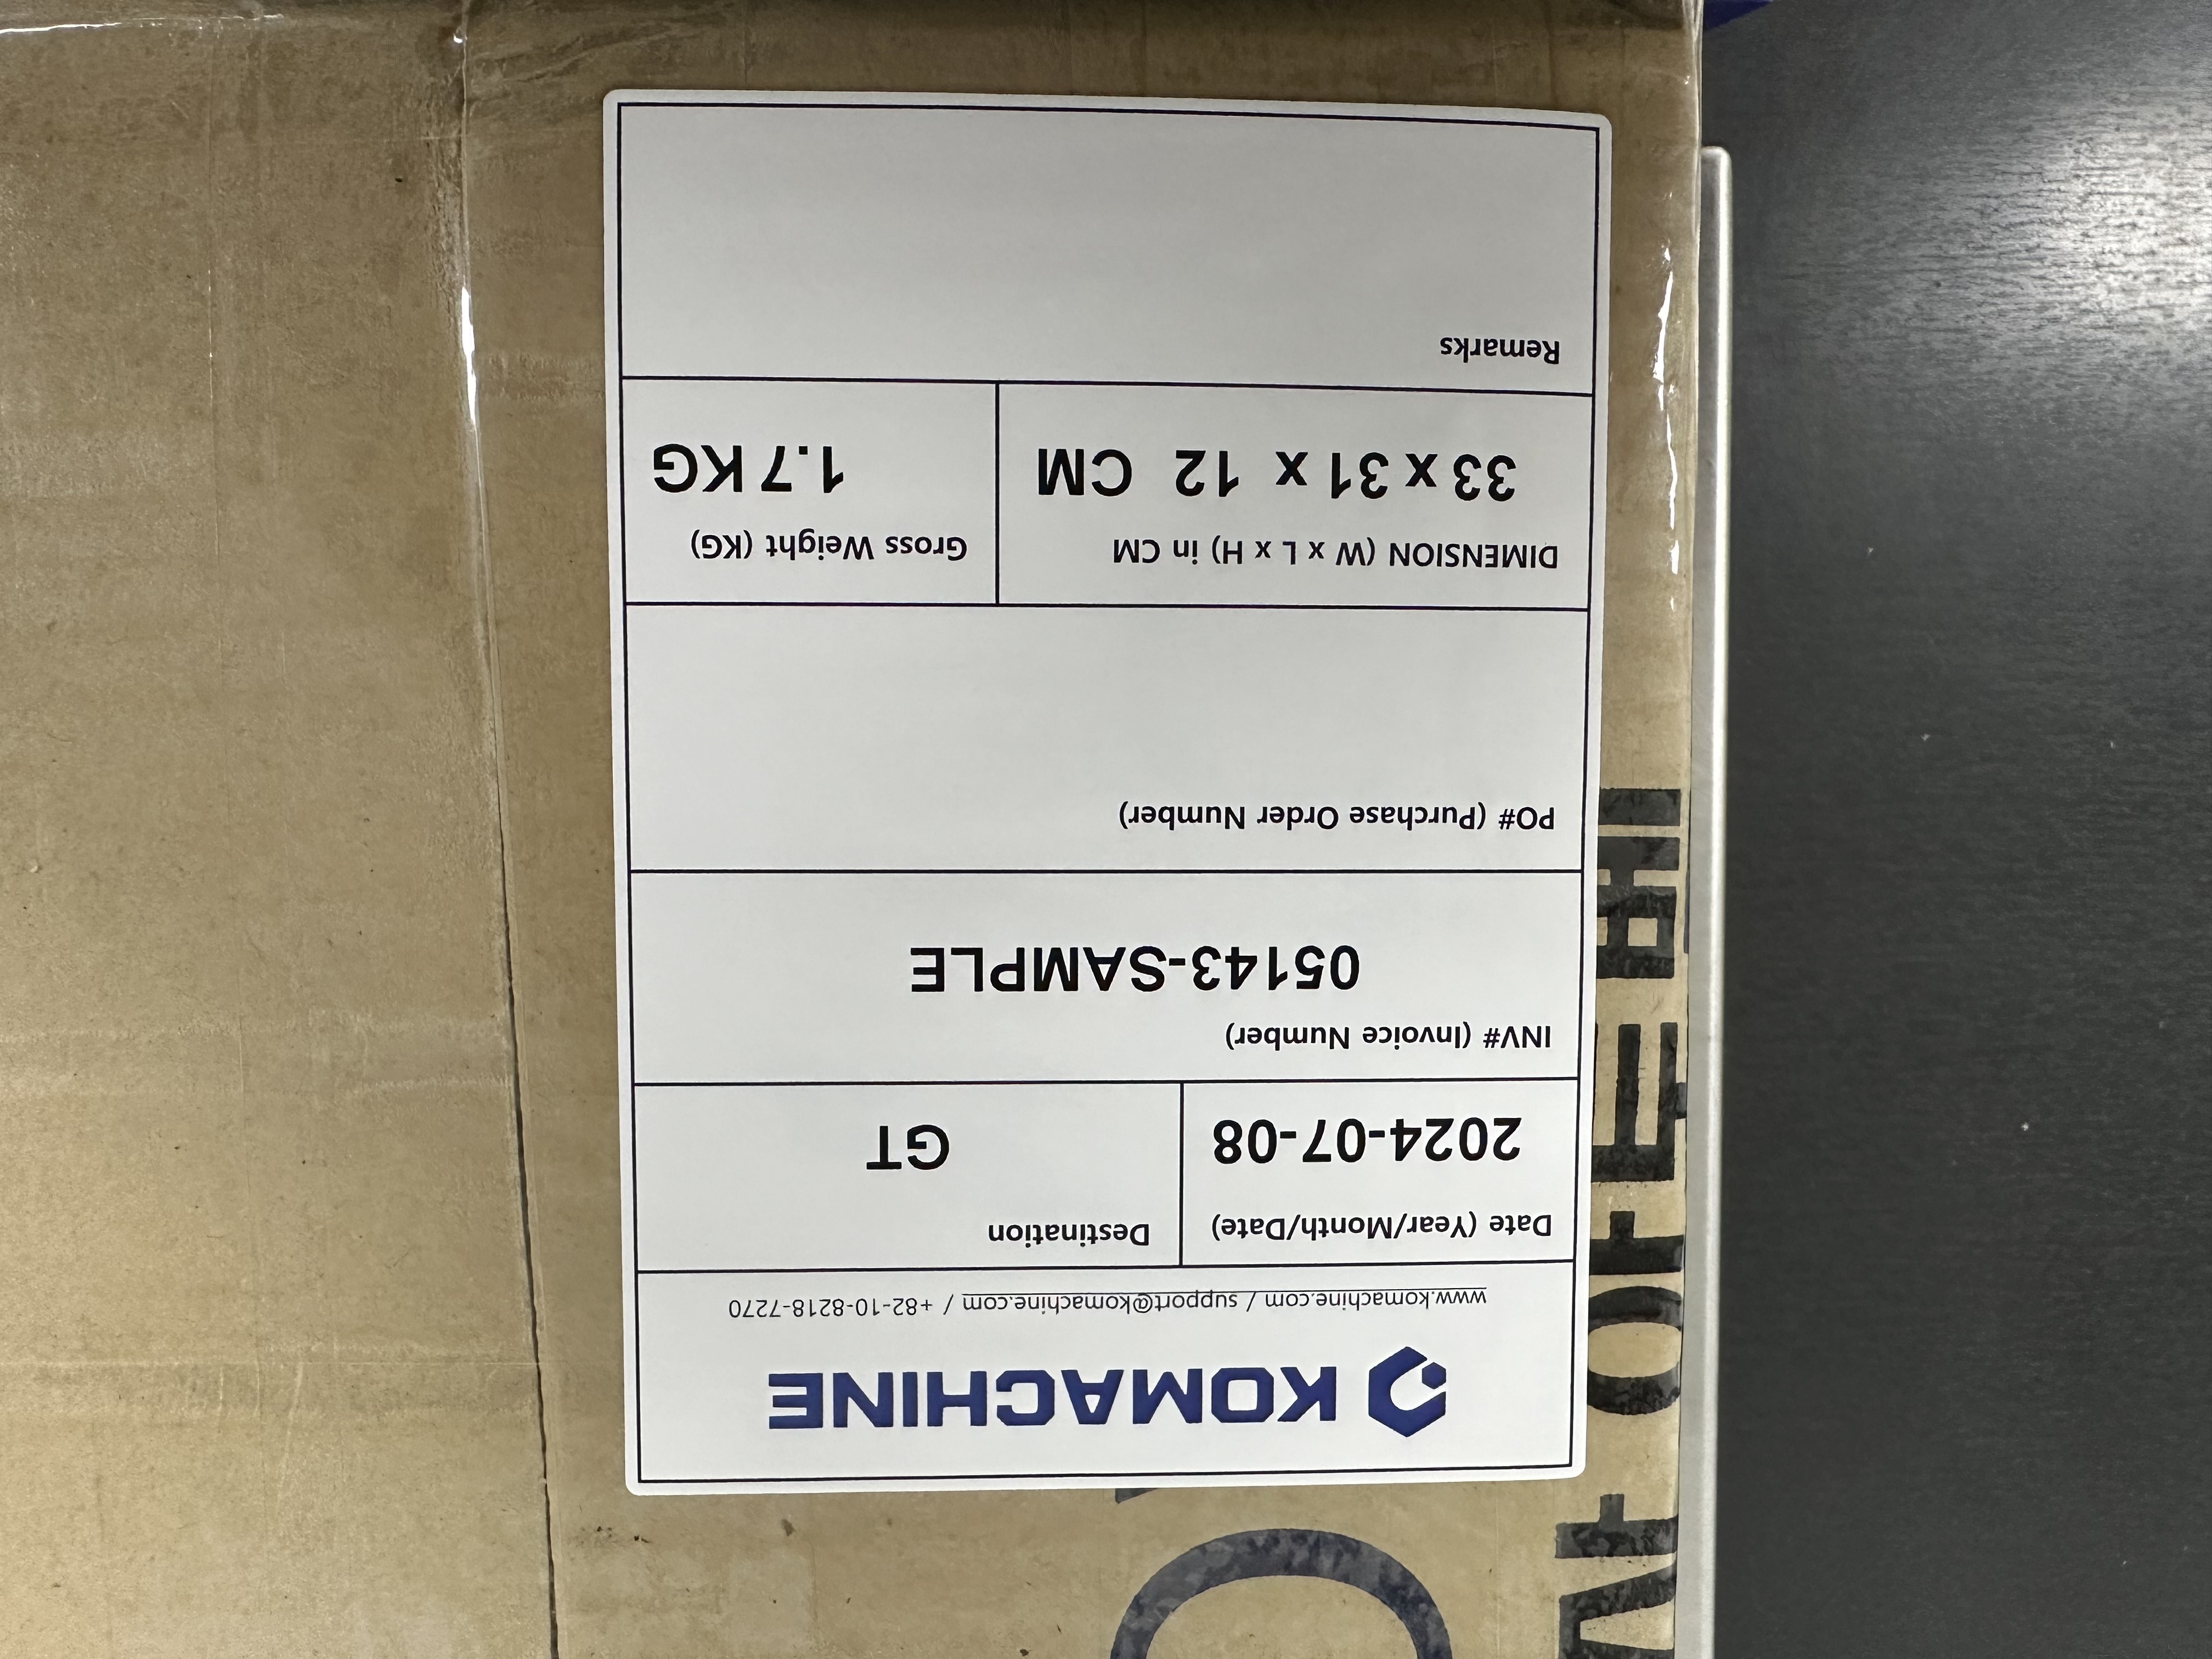 KOMACHINE
www.komachine.com / support@komachine.com / +82-10-8218-7270
Date (Year/Month/Date)
2024-07-08
Destination
GT
INV# (Invoice Number)
05143-SAMPLE
PO# (Purchase Order Number)
DIMENSION (W x L x H) in CM
33 x 31 x 12 CM
Gross Weight (KG)
1.7 KG
Remarks